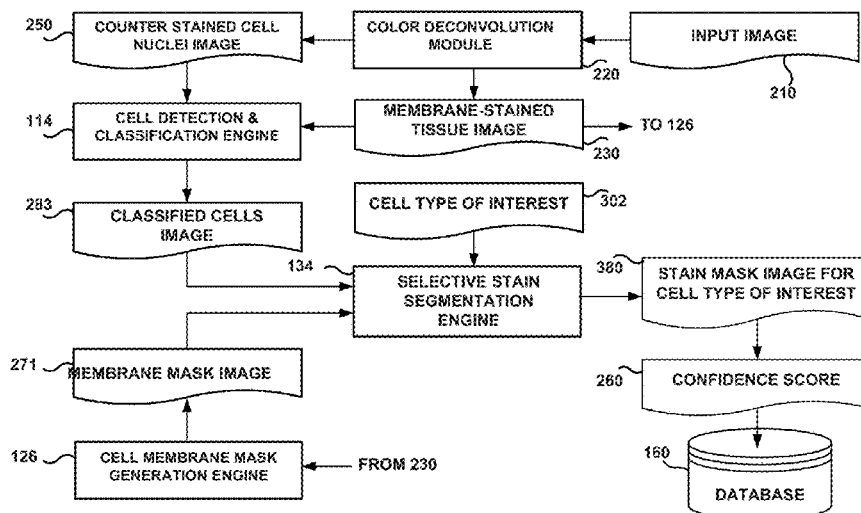 250
COUNTER STAINED CELL
NUCLEI IMAGE
COLOR DECONVOLUTION
MODULE
220
INPUT IMAGE
210
114
CELL DETECTION &
CLASSIFICATION ENGINE
MEMBRANE-STAINED
TISSUE IMAGE
230
TO 126
283
CLASSIFIED CELLS
IMAGE
CELL TYPE OF INTEREST
302
134
SELECTIVE STAIN
SEGMENTATION
ENGINE
380
STAIN MASK IMAGE FOR
CELL TYPE OF INTEREST
271
MEMBRANE MASK IMAGE
260
CONFIDENCE SCORE
126
CELL MEMBRANE MASK
GENERATION ENGINE
FROM 230
160
DATABASE